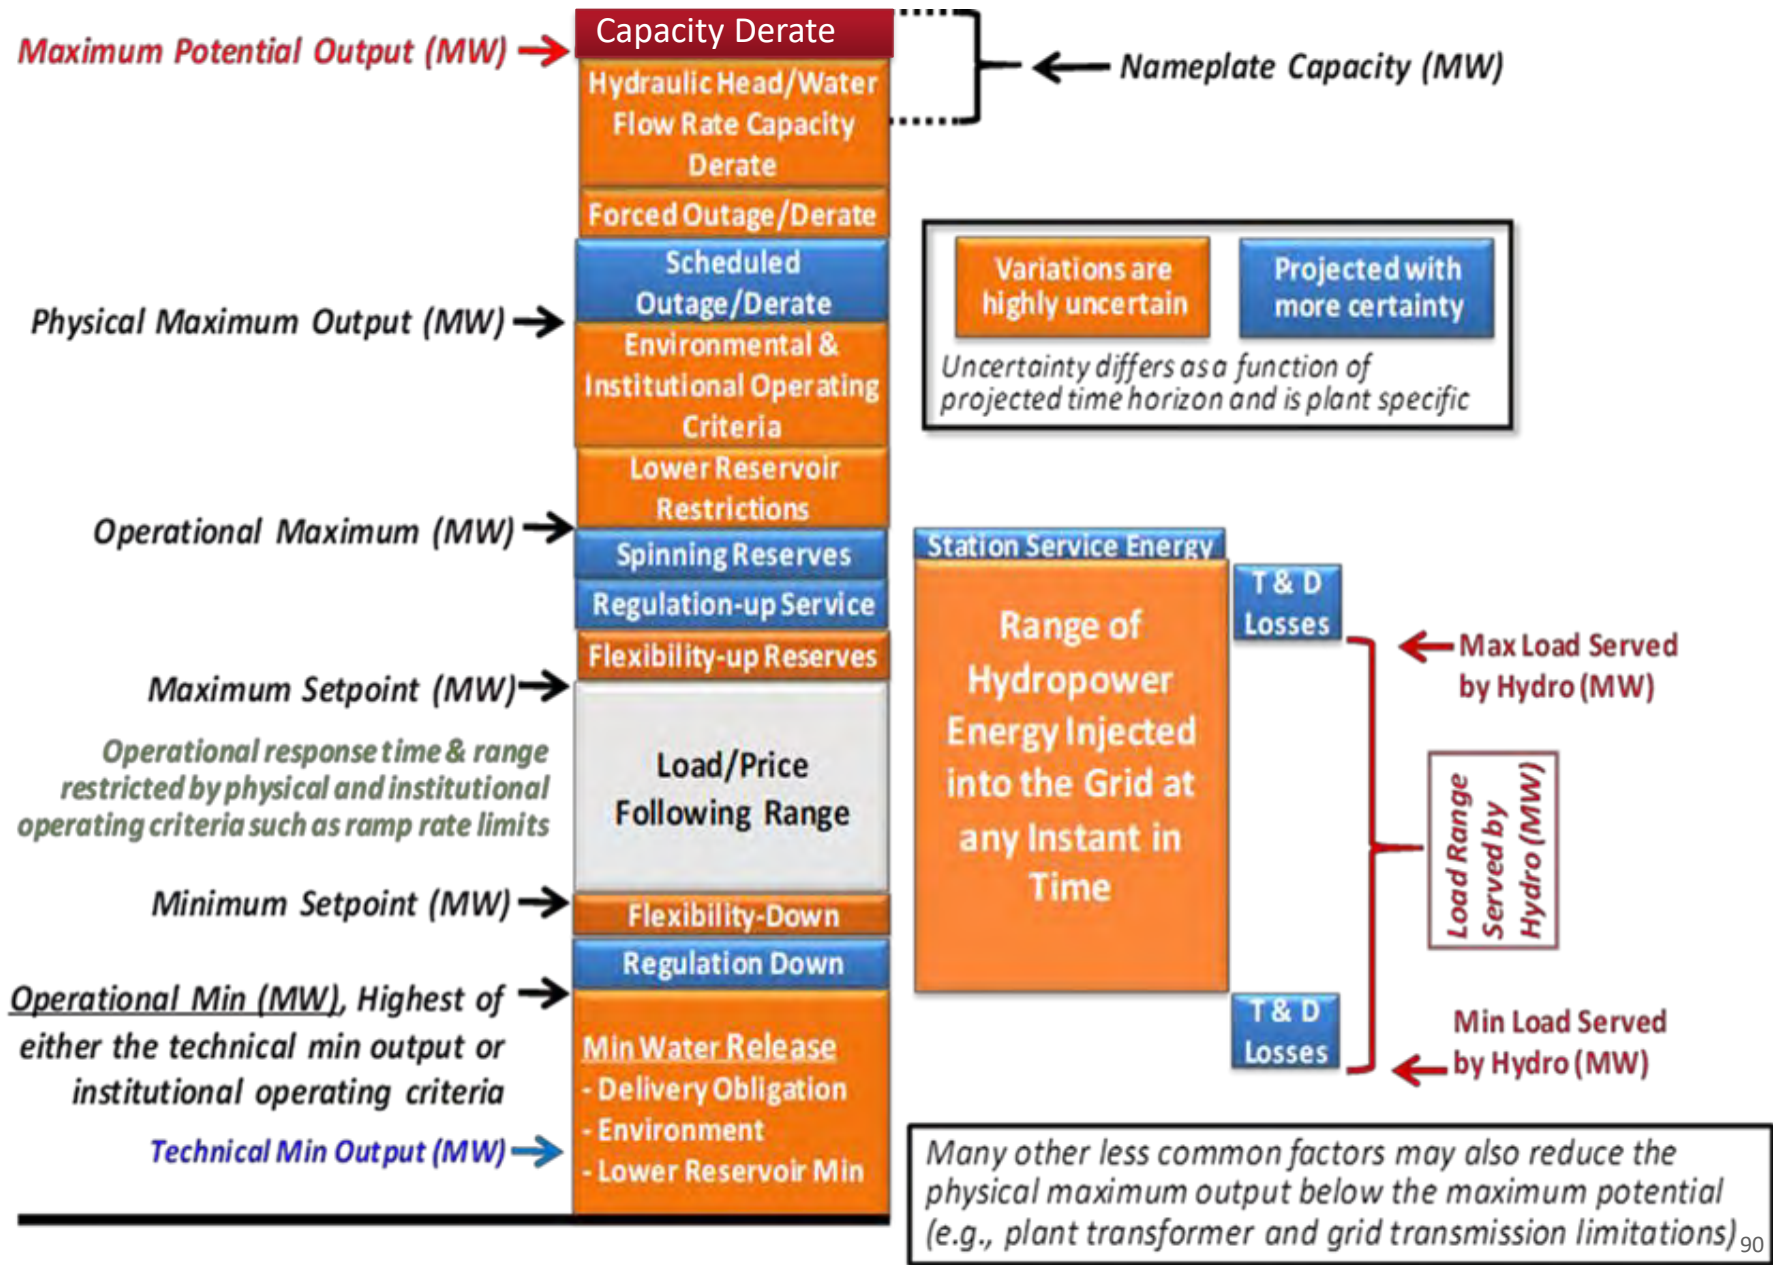 Capacity Derate
Maximum Potential Output (MW)
Nameplate Capacity (MW)
Hydraulic Head/Water
Flow Rate Capacity
Derate
Forced Outage/Derate
Scheduled
Outage/Derate
Variations are
highly uncertain
Projected with
more certainty
Uncertainty differs as a function of
projected time horizon and is plant specific
Physical Maximum Output (MW)
Environmental &
Institutional Operating
Criteria
Lower Reservoir
Restrictions
Operational Maximum (MW)
Spinning Reserves
Regulation-up Service
Flexibility-up Reserves
Maximum Setpoint (MW)
Operational response time & range
restricted by physical and institutional
operating criteria such as ramp rate limits
Load/Price
Following Range
Minimum Setpoint (MW)
Flexibility-Down
Regulation Down
Operational Min (MW), Highest of
either the technical min output or
institutional operating criteria
Technical Min Output (MW)
Min Water Release
- Delivery Obligation
- Environment
- Lower Reservoir Min
Station Service Energy
Range of
Hydropower
Energy Injected
into the Grid at
any Instant in
Time
T & D
Losses
Max Load Served
by Hydro (MW)
Load Range
Served by
Hydro (MW)
T & D
Losses
Min Load Served
by Hydro (MW)
Many other less common factors may also reduce the
physical maximum output below the maximum potential
(e.g., plant transformer and grid transmission limitations)
90